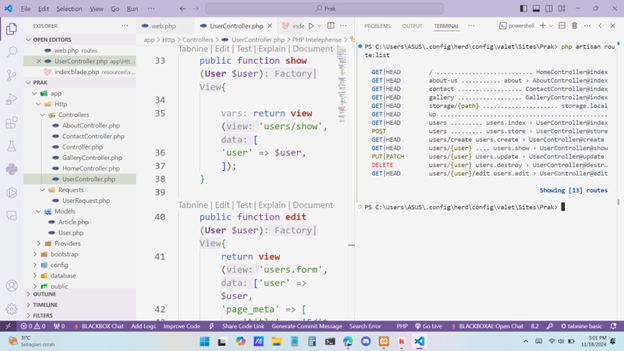 File Edit Selection View Go Run ... Prak
EXPLORER
OPEN EDITORS
web.php routes
UserController.php app\Htt...
index.blade.php resources\v...
PRAK
app
Http
Controllers
AboutController.php
ContactController.php
Controller.php
GalleryController.php
HomeController.php
UserController.php
Requests
UserRequest.php
Models
Article.php
User.php
Providers
bootstrap
config
database
public
OUTLINE
TIMELINE
FORMS
web.php UserController.php inde
app > Http > Controllers > UserController.php > PHP Intelephense >
Tabnine | Edit | Test | Explain | Document
33 public function show
(User $user): Factory|
View{
34
35 vars: return view
(view: 'users/show',
data: [
36 'user' => $user,
37 ]);
38 }
39
Tabnine | Edit | Test | Explain | Document
40 public function edit
(User $user): Factory|
View{
41 return view
(view: 'users.form',
data: ['user' =>
$user,
42 'page_meta' => [
PROBLEMS OUTPUT TERMINAL ... powershell
PS C:\Users\ASUS\.config\herd\config\valet\Sites\Prak> php artisan rou
te:list
GET|HEAD / ... HomeController@index
GET|HEAD about-us ... about › AboutController@index
GET|HEAD contact ... ContactController@index
GET|HEAD gallery ... GalleryController@index
GET|HEAD storage/{path} ... storage.local
GET|HEAD up ...
GET|HEAD users ... users.index › UserController@index
POST users ... users.store › UserController@store
GET|HEAD users/create users.create › UserController@create
GET|HEAD users/{user} .... users.show › UserController@show
PUT|PATCH users/{user} users.update › UserController@update
DELETE users/{user} users.destroy › UserController@destr…
GET|HEAD users/{user}/edit users.edit › UserController@edit
Showing [13] routes
PS C:\Users\ASUS\.config\herd\config\valet\Sites\Prak>
0 0 0 BLACKBOX Chat Add Logs Improve Code Share Code Link Generate Commit Message Search Error PHP Go Live BLACKBOXAI: Open Chat 8.2 tabnine basic
31°C
Sebagian cerah
5:01 PM
11/18/2024